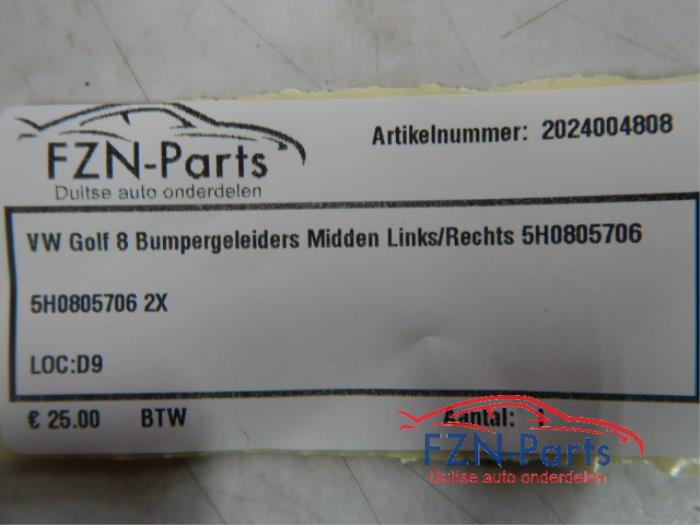 FZN-Parts
Duitse auto onderdelen
Artikelnummer: 2024004808
VW Golf 8 Bumpergeleiders Midden Links/Rechts 5H0805706
5H0805706 2X
LOC:D9
€ 25.00 BTW Aantal: 1
FZN-Parts
Duitse auto onderdelen